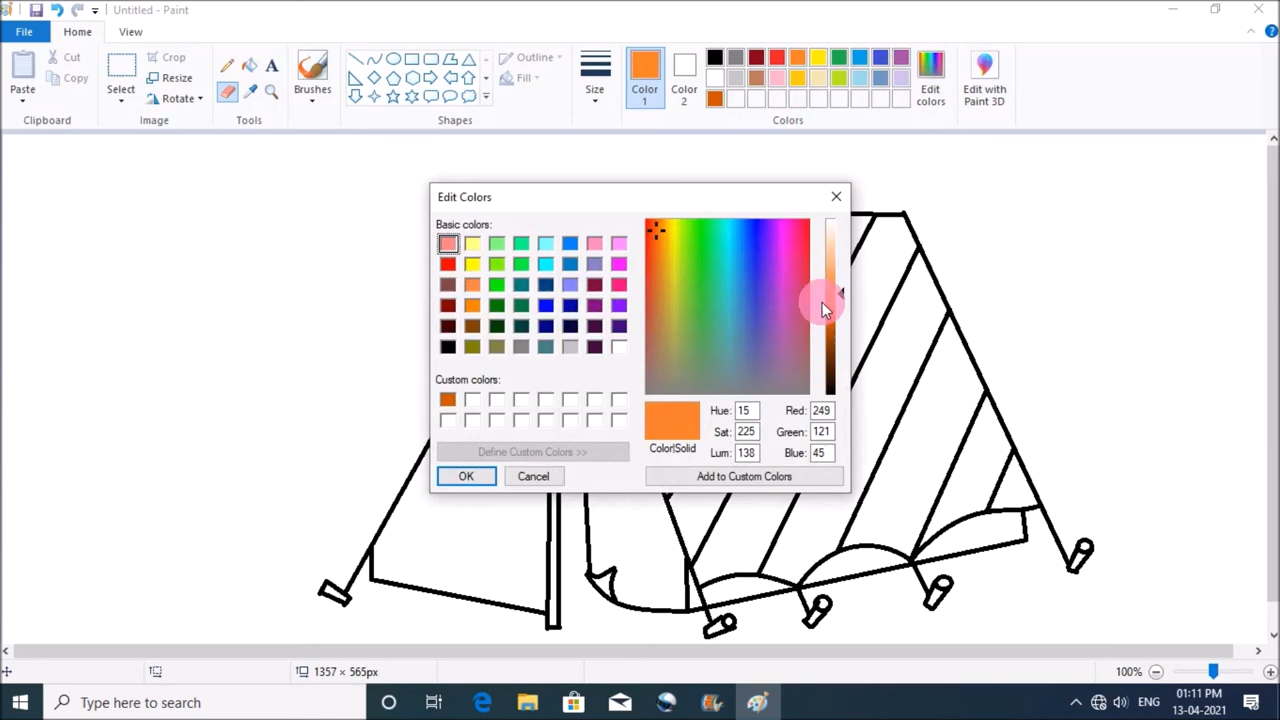 Untitled - Paint
File Home View
Paste
Cut
Copy
Clipboard
Select
Crop
Resize
Rotate
Image
A
Tools
Brushes
Shapes
Outline
Fill
Size
Color 1
Color 2
Colors
Edit colors
Edit with Paint 3D
Edit Colors
Basic colors:
Custom colors:
Define Custom Colors >>
OK Cancel
Color|Solid
Hue: 15
Sat: 225
Lum: 138
Red: 249
Green: 121
Blue: 45
Add to Custom Colors
1357 × 565px
100%
Type here to search
ENG
01:11 PM
13-04-2021